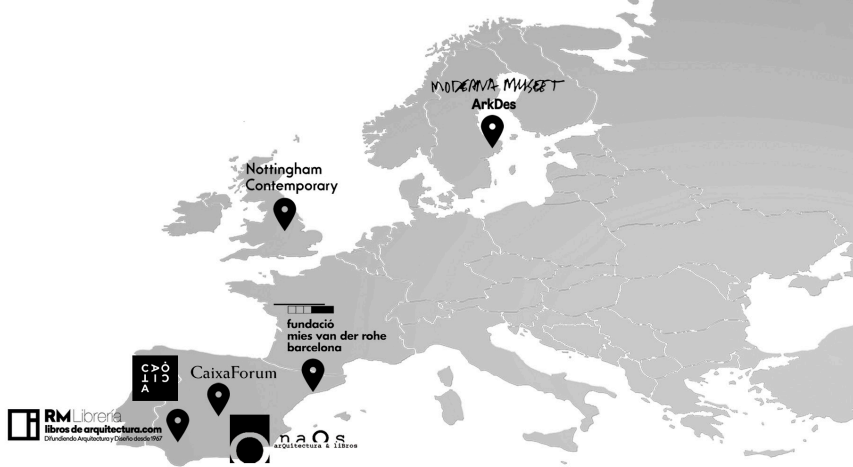 MODERNA MUSEET
ArkDes
Nottingham
Contemporary
fundació
mies van der rohe
barcelona
CAÓTICA
CaixaForum
RM Librería
libros de arquitectura.com
Difundiendo Arquitectura y Diseño desde 1967
naos
arquitectura & libros